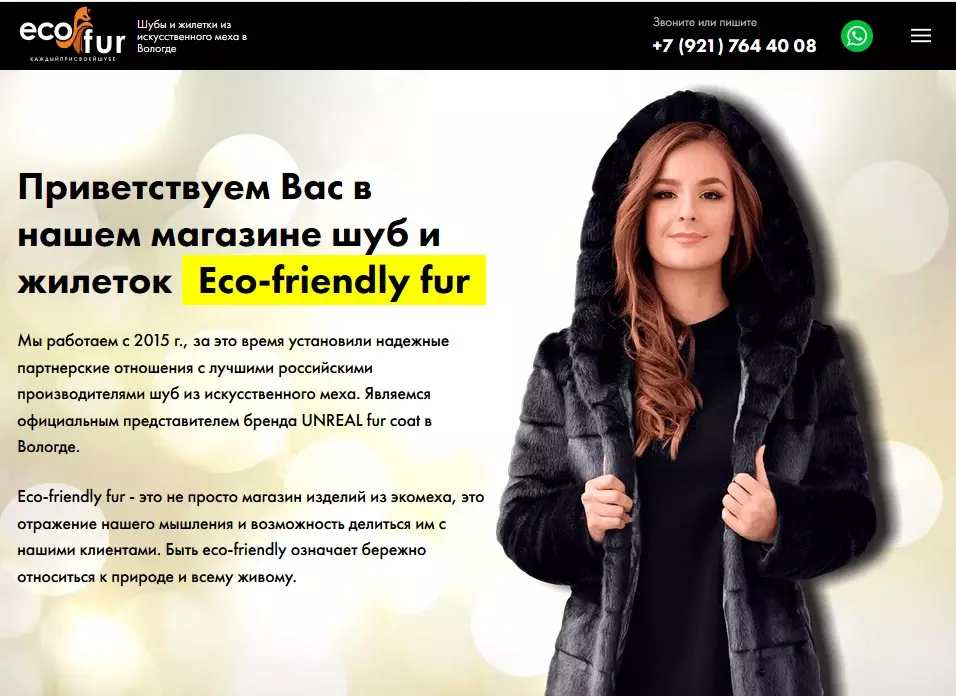 eco fur
КАЖДЫЙПРИСВОЕЙШУБЕ
Шубы и жилетки из
искусственного меха в
Вологде
Звоните или пишите
+7 (921) 764 40 08
Приветствуем Вас в
нашем магазине шуб и
жилеток Eco-friendly fur
Мы работаем с 2015 г., за это время установили надежные
партнерские отношения с лучшими российскими
производителями шуб из искусственного меха. Являемся
официальным представителем бренда UNREAL fur coat в
Вологде.
Eco-friendly fur - это не просто магазин изделий из экомеха, это
отражение нашего мышления и возможность делиться им с
нашими клиентами. Быть eco-friendly означает бережно
относиться к природе и всему живому.